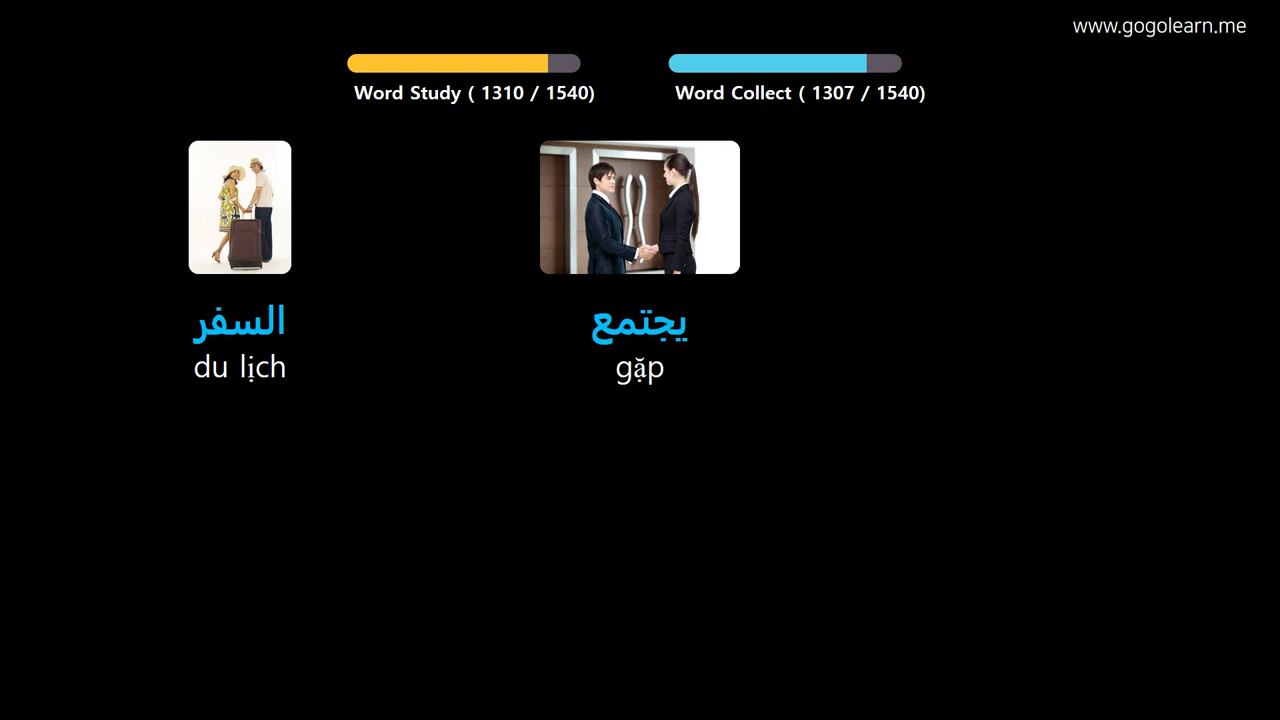 www.gogolearn.me
Word Study ( 1310 / 1540)
Word Collect ( 1307 / 1540)
السفر
du lịch
يجتمع
gặp